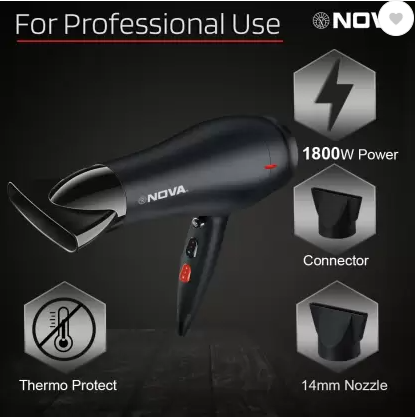 For Professional Use
NOV
1800W Power
NOVA
Connector
Thermo Protect
14mm Nozzle